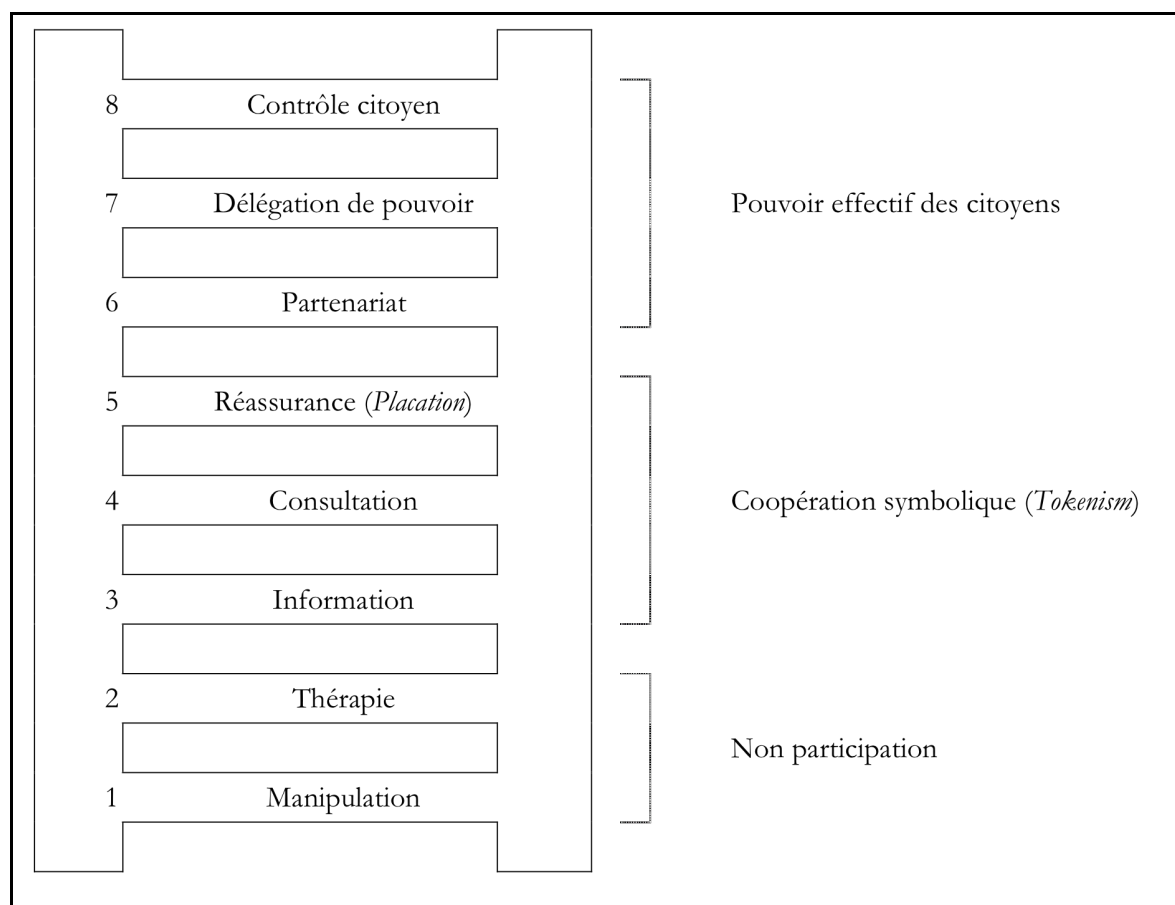 8 Contrôle citoyen
7 Délégation de pouvoir Pouvoir effectif des citoyens
6 Partenariat
5 Réassurance (Placation)
4 Consultation Coopération symbolique (Tokenism)
3 Information
2 Thérapie
Non participation
1 Manipulation